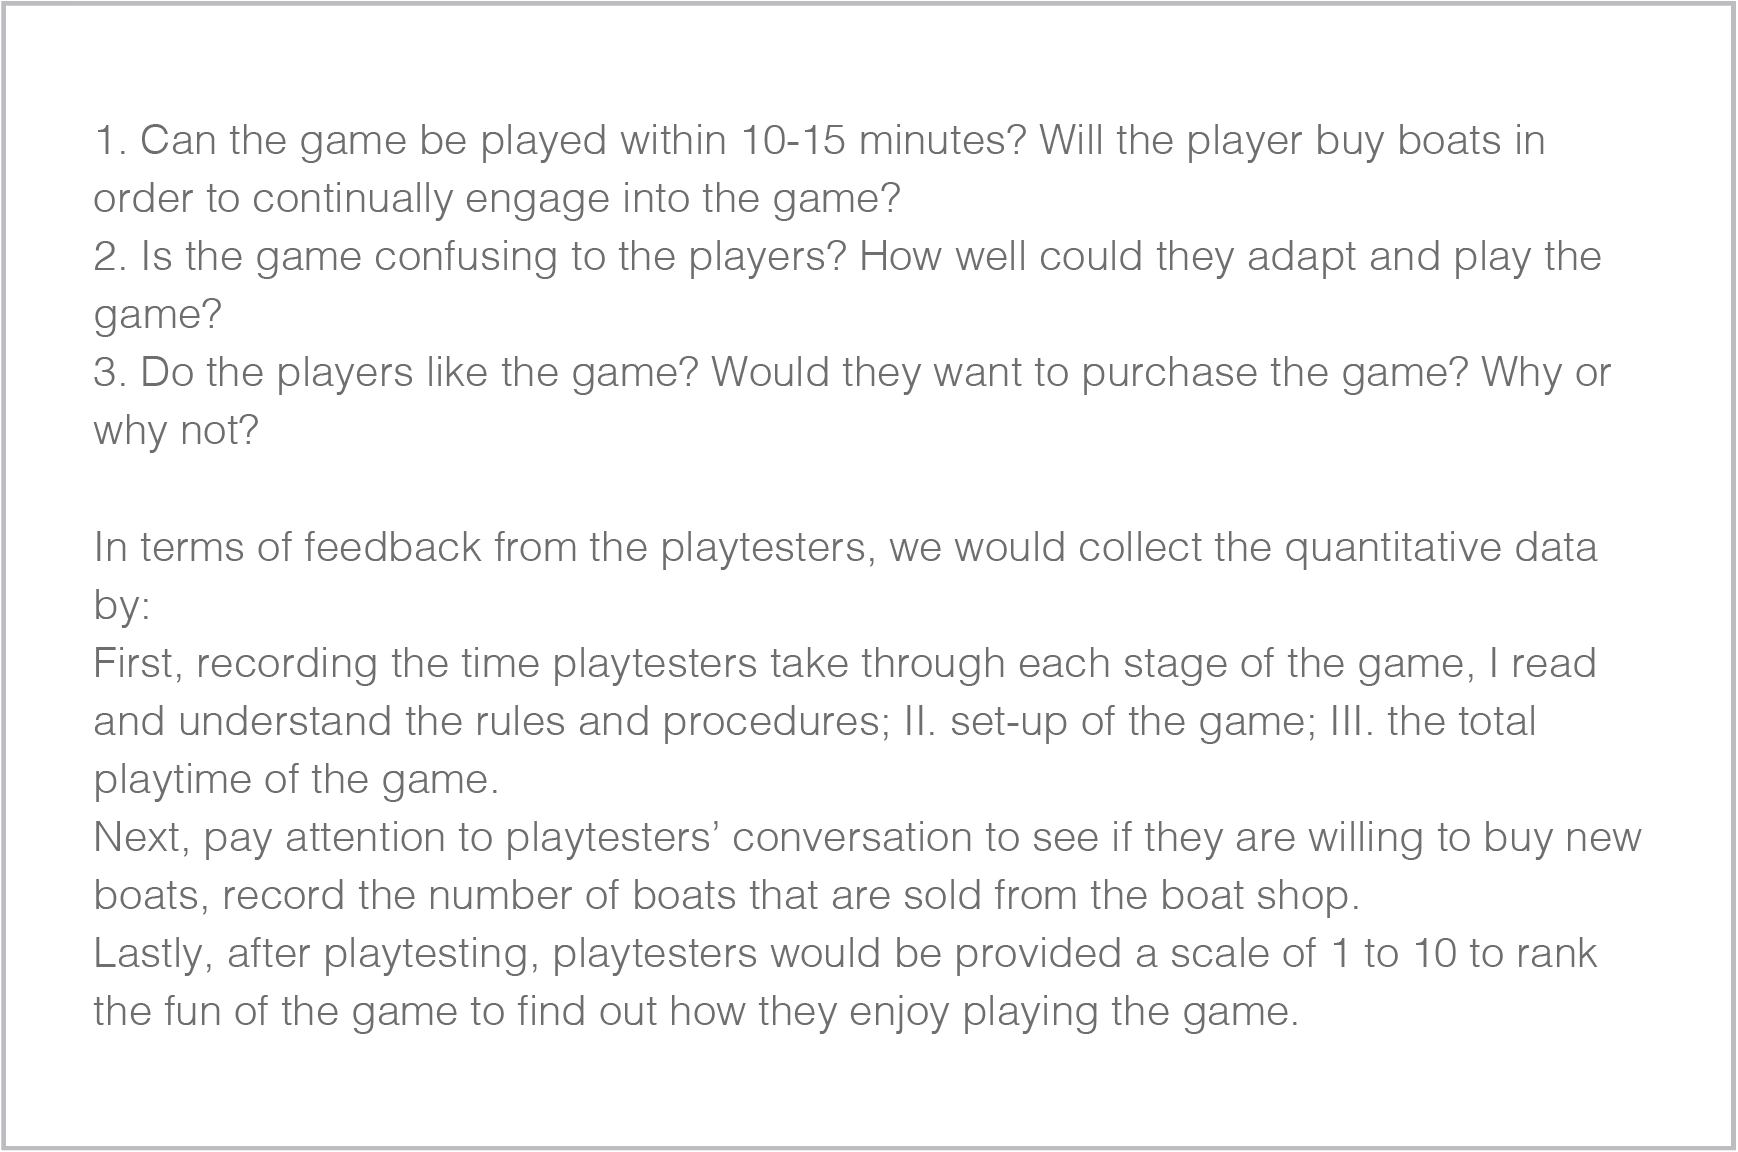 1. Can the game be played within 10-15 minutes? Will the player buy boats in
order to continually engage into the game?
2. Is the game confusing to the players? How well could they adapt and play the
game?
3. Do the players like the game? Would they want to purchase the game? Why or
why not?
In terms of feedback from the playtesters, we would collect the quantitative data
by:
First, recording the time playtesters take through each stage of the game, I read
and understand the rules and procedures; II. set-up of the game; III. the total
playtime of the game.
Next, pay attention to playtesters’ conversation to see if they are willing to buy new
boats, record the number of boats that are sold from the boat shop.
Lastly, after playtesting, playtesters would be provided a scale of 1 to 10 to rank
the fun of the game to find out how they enjoy playing the game.